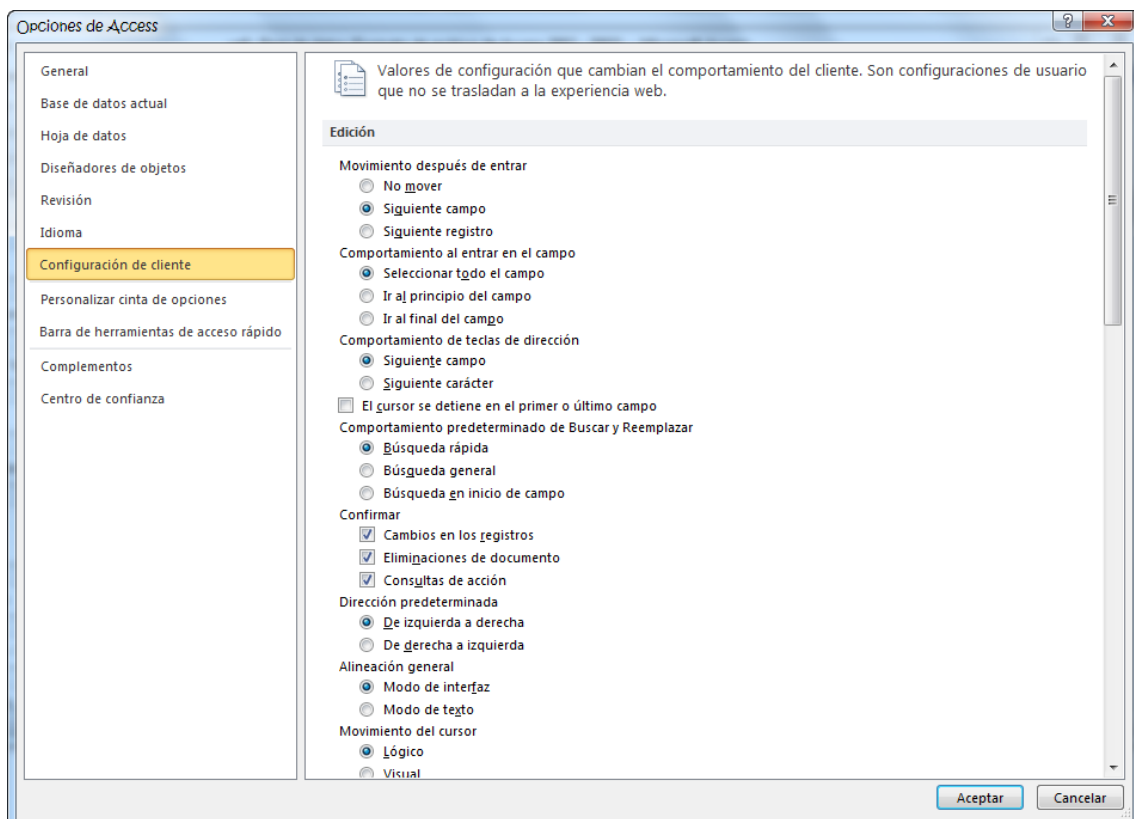 Opciones de Access
General
Base de datos actual
Hoja de datos
Diseñadores de objetos
Revisión
Idioma
Configuración de cliente
Personalizar cinta de opciones
Barra de herramientas de acceso rápido
Complementos
Centro de confianza
Valores de configuración que cambian el comportamiento del cliente. Son configuraciones de usuario
que no se trasladan a la experiencia web.
Edición
Movimiento después de entrar
No mover
Siguiente campo
Siguiente registro
Comportamiento al entrar en el campo
Seleccionar todo el campo
Ir al principio del campo
Ir al final del campo
Comportamiento de teclas de dirección
Siguiente campo
Siguiente carácter
El cursor se detiene en el primer o último campo
Comportamiento predeterminado de Buscar y Reemplazar
Búsqueda rápida
Búsqueda general
Búsqueda en inicio de campo
Confirmar
Cambios en los registros
Eliminaciones de documento
Consultas de acción
Dirección predeterminada
De izquierda a derecha
De derecha a izquierda
Alineación general
Modo de interfaz
Modo de texto
Movimiento del cursor
Lógico
Visual
Aceptar
Cancelar